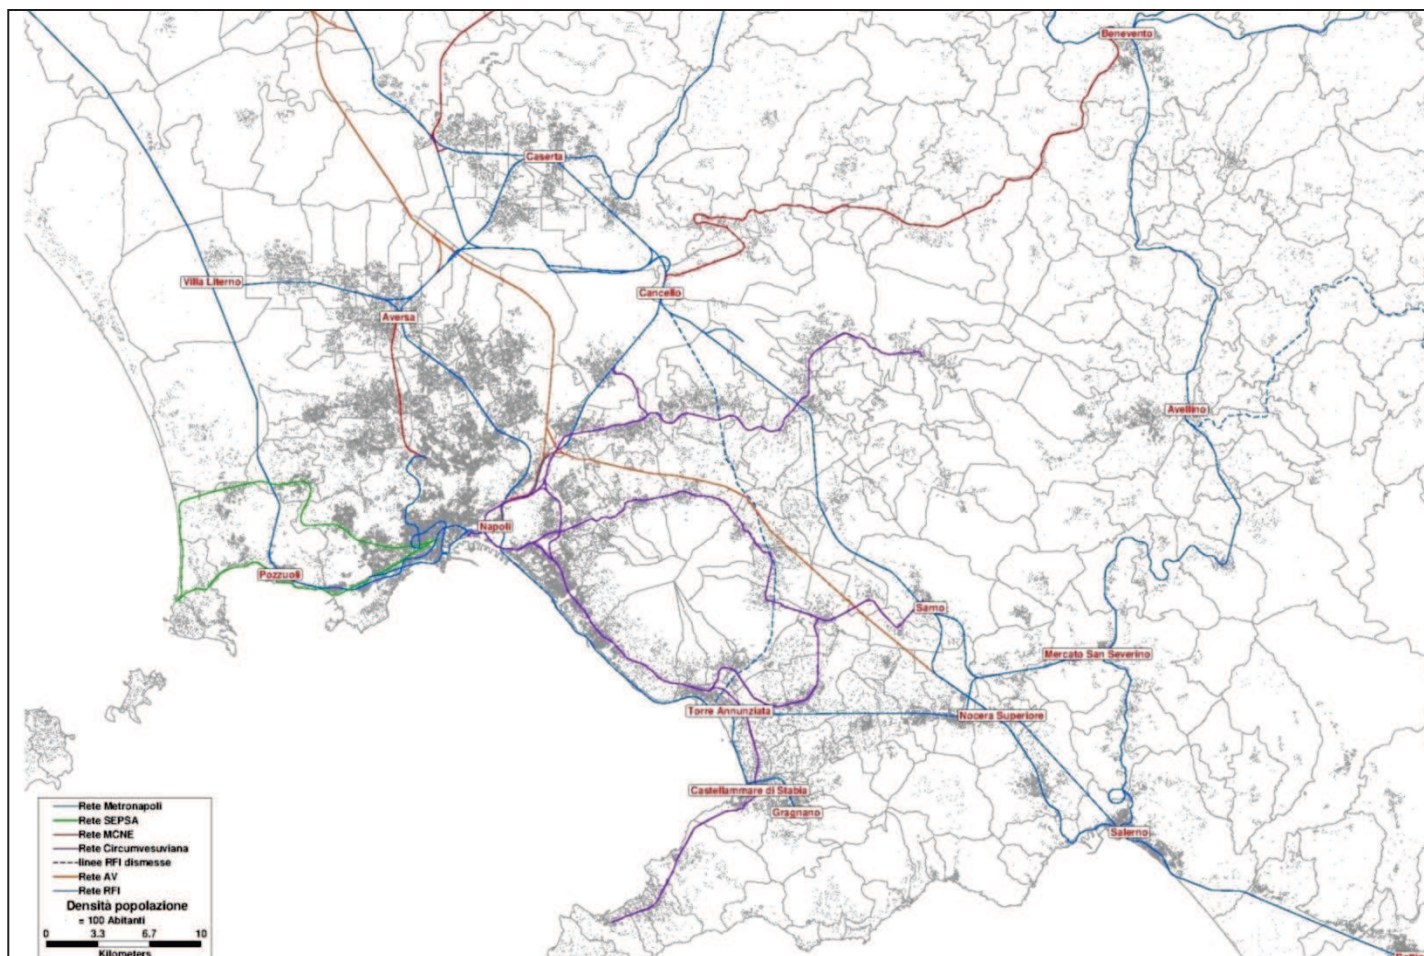 Benevento
Caserta
Villa Literno
Cancello
Aversa
Avellino
Napoli
Pozzuoli
Sarno
Mercato San Severino
Torre Annunziata
Nocera Superiore
Castellammare di Stabia
Gragnano
Salerno
Rete Metronapoli
Rete SEPSA
Rete MCNE
Rete Circumvesuviana
linee RFI dismesse
Rete AV
Rete RFI
Densità popolazione
= 100 Abitanti
0 3.3 6.7 10
Kilometers